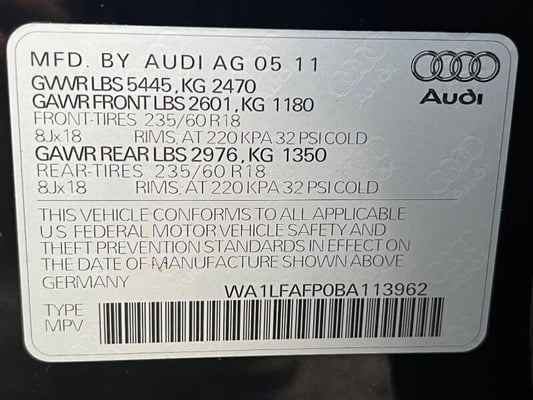 MFD. BY AUDI AG 05 11
GVWR LBS 5445, KG 2470
GAWR FRONT LBS 2601, KG 1180
FRONT-TIRES 235/60 R18
8Jx18 RIMS, AT 220 KPA 32 PSI COLD
GAWR REAR LBS 2976, KG 1350
REAR-TIRES 235/60 R18
8Jx18 RIMS, AT 220 KPA 32 PSI COLD
THIS VEHICLE CONFORMS TO ALL APPLICABLE
U.S. FEDERAL MOTOR VEHICLE SAFETY AND
THEFT PREVENTION STANDARDS IN EFFECT ON
THE DATE OF MANUFACTURE SHOWN ABOVE
GERMANY
WA1LFAFP0BA113962
TYPE
MPV
Audi